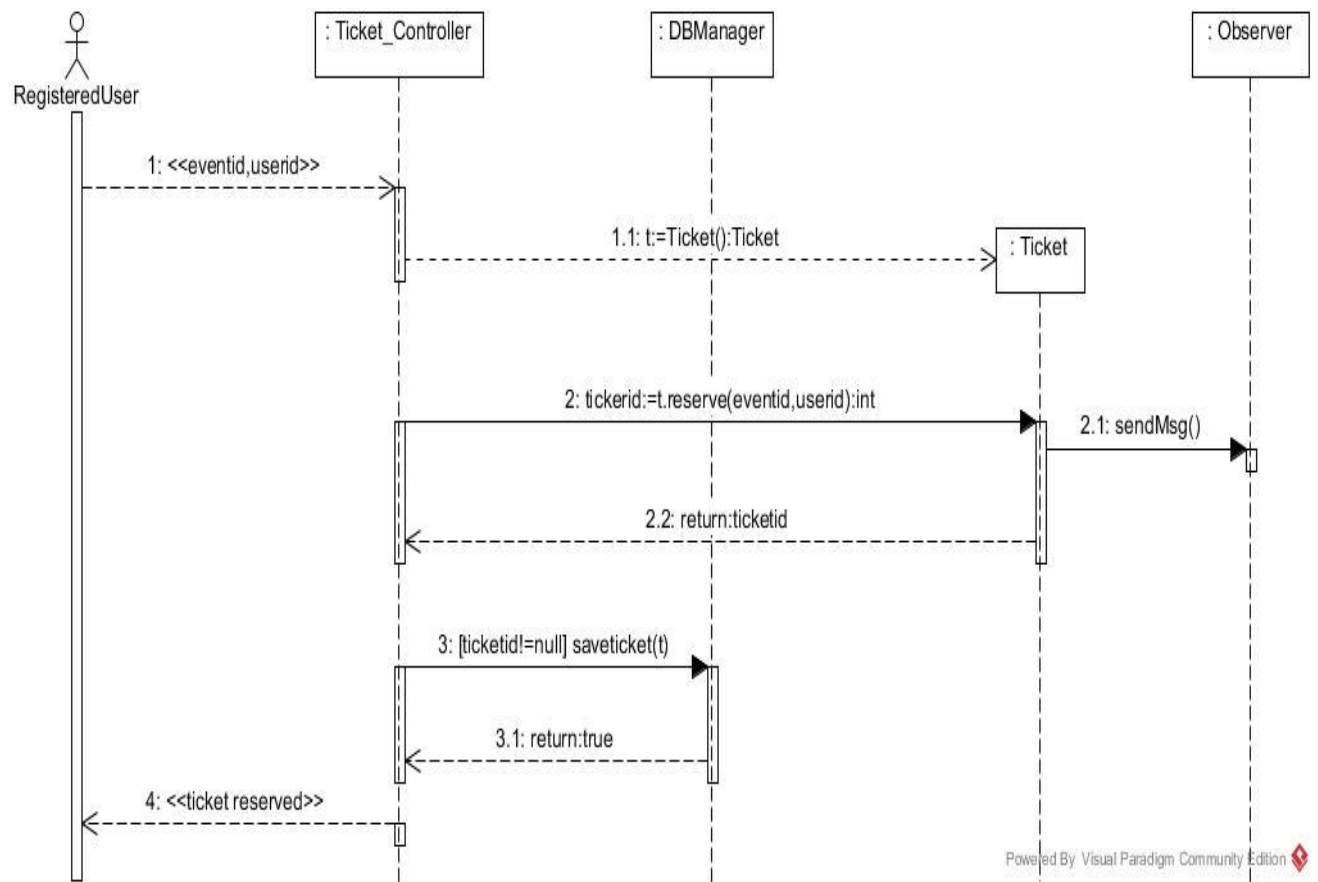 : Ticket_Controller
: DBManager
: Observer
RegisteredUser
1: <<eventid,userid>>
1.1: t:=Ticket():Ticket
: Ticket
2: tickerid:=t.reserve(eventid,userid):int
2.1: sendMsg()
2.2: return:ticketid
3: [ticketid!=null] saveticket(t)
3.1: return:true
4: <<ticket reserved>>
Powered By Visual Paradigm Community Edition